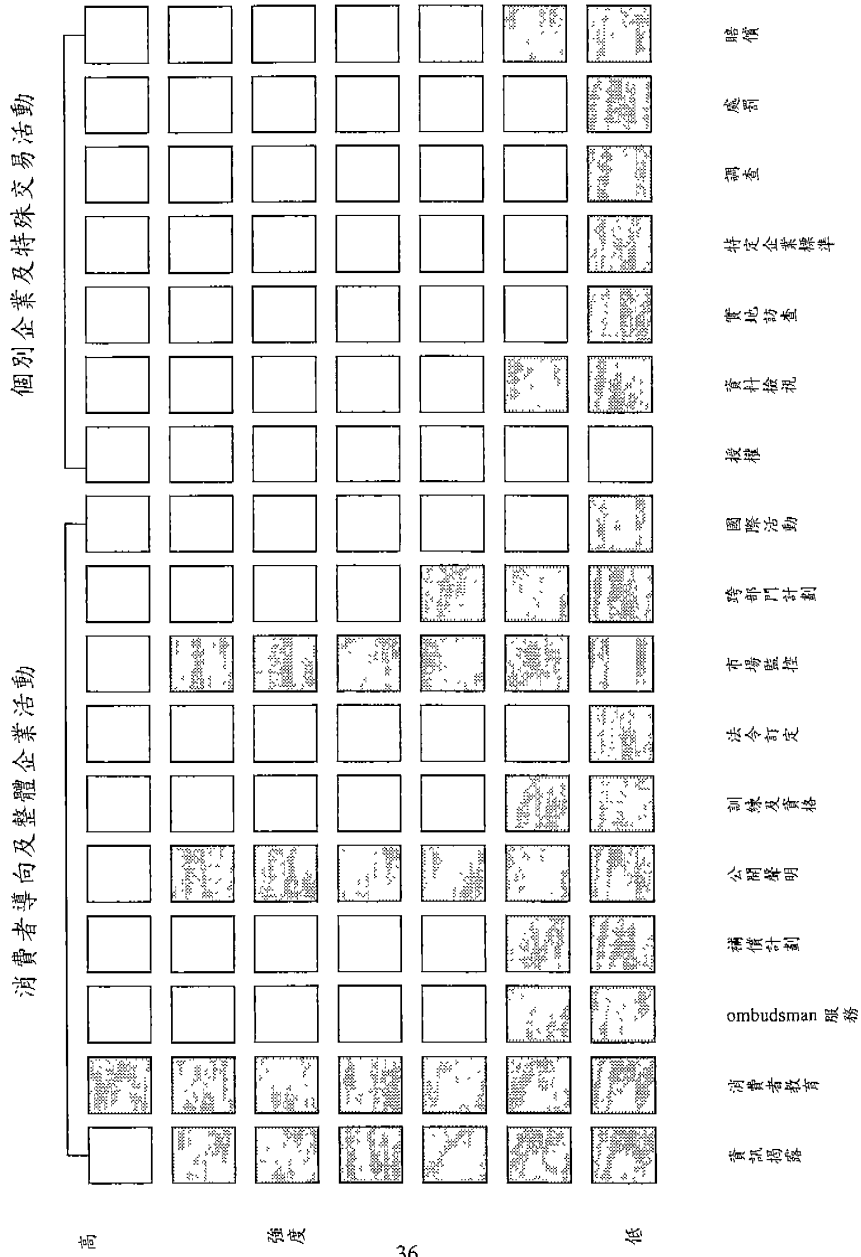 消費者導向及整體企業活動
個別企業及特殊交易活動
高
強度
低
資訊揭露
消費者教育
ombudsman 服務
補償計劃
公開聲明
訓練及資格
法令訂定
市場監控
跨部門計劃
國際活動
授權
資料檢視
實地訪查
特定企業標準
調查
處罰
賠償
36